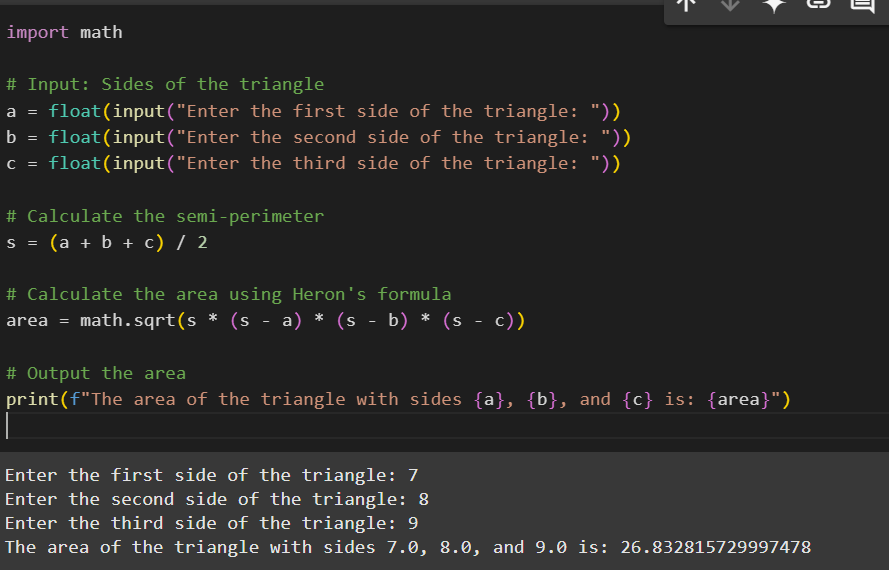 import math
# Input: Sides of the triangle
a = float(input("Enter the first side of the triangle: "))
b = float(input("Enter the second side of the triangle: "))
c = float(input("Enter the third side of the triangle: "))
# Calculate the semi-perimeter
s = (a + b + c) / 2
# Calculate the area using Heron's formula
area = math.sqrt(s * (s - a) * (s - b) * (s - c))
# Output the area
print(f"The area of the triangle with sides {a}, {b}, and {c} is: {area}")
Enter the first side of the triangle: 7
Enter the second side of the triangle: 8
Enter the third side of the triangle: 9
The area of the triangle with sides 7.0, 8.0, and 9.0 is: 26.832815729997478